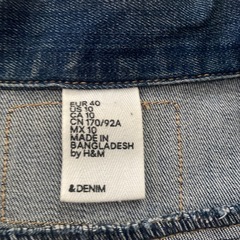 EUR 40
US 10
CA 10
CN 170/92A
MX 10
MADE IN
BANGLADESH
by H&M
&DENIM